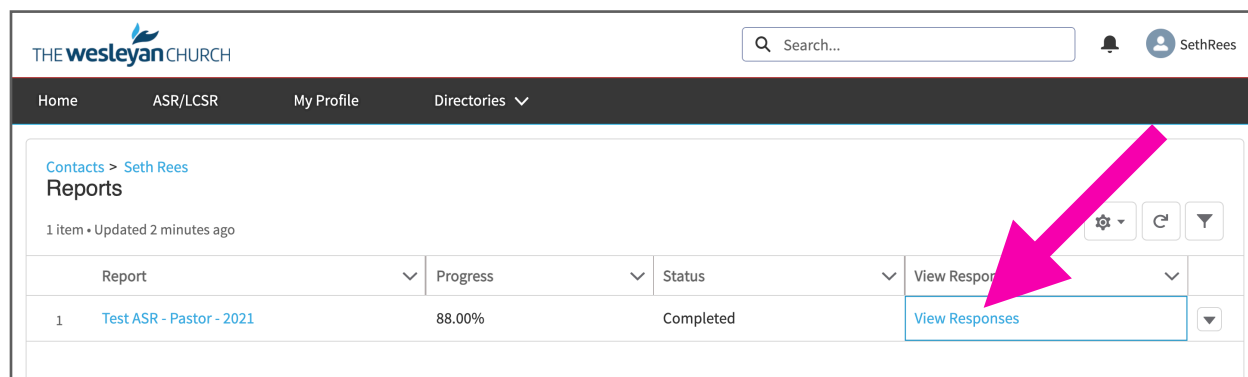 THE wesleyan CHURCH
Search...
SethRees
Home ASR/LCSR My Profile Directories
Contacts > Seth Rees
Reports
1 item • Updated 2 minutes ago
Report Progress Status View
1 Test ASR - Pastor - 2021 88.00% Completed View Responses